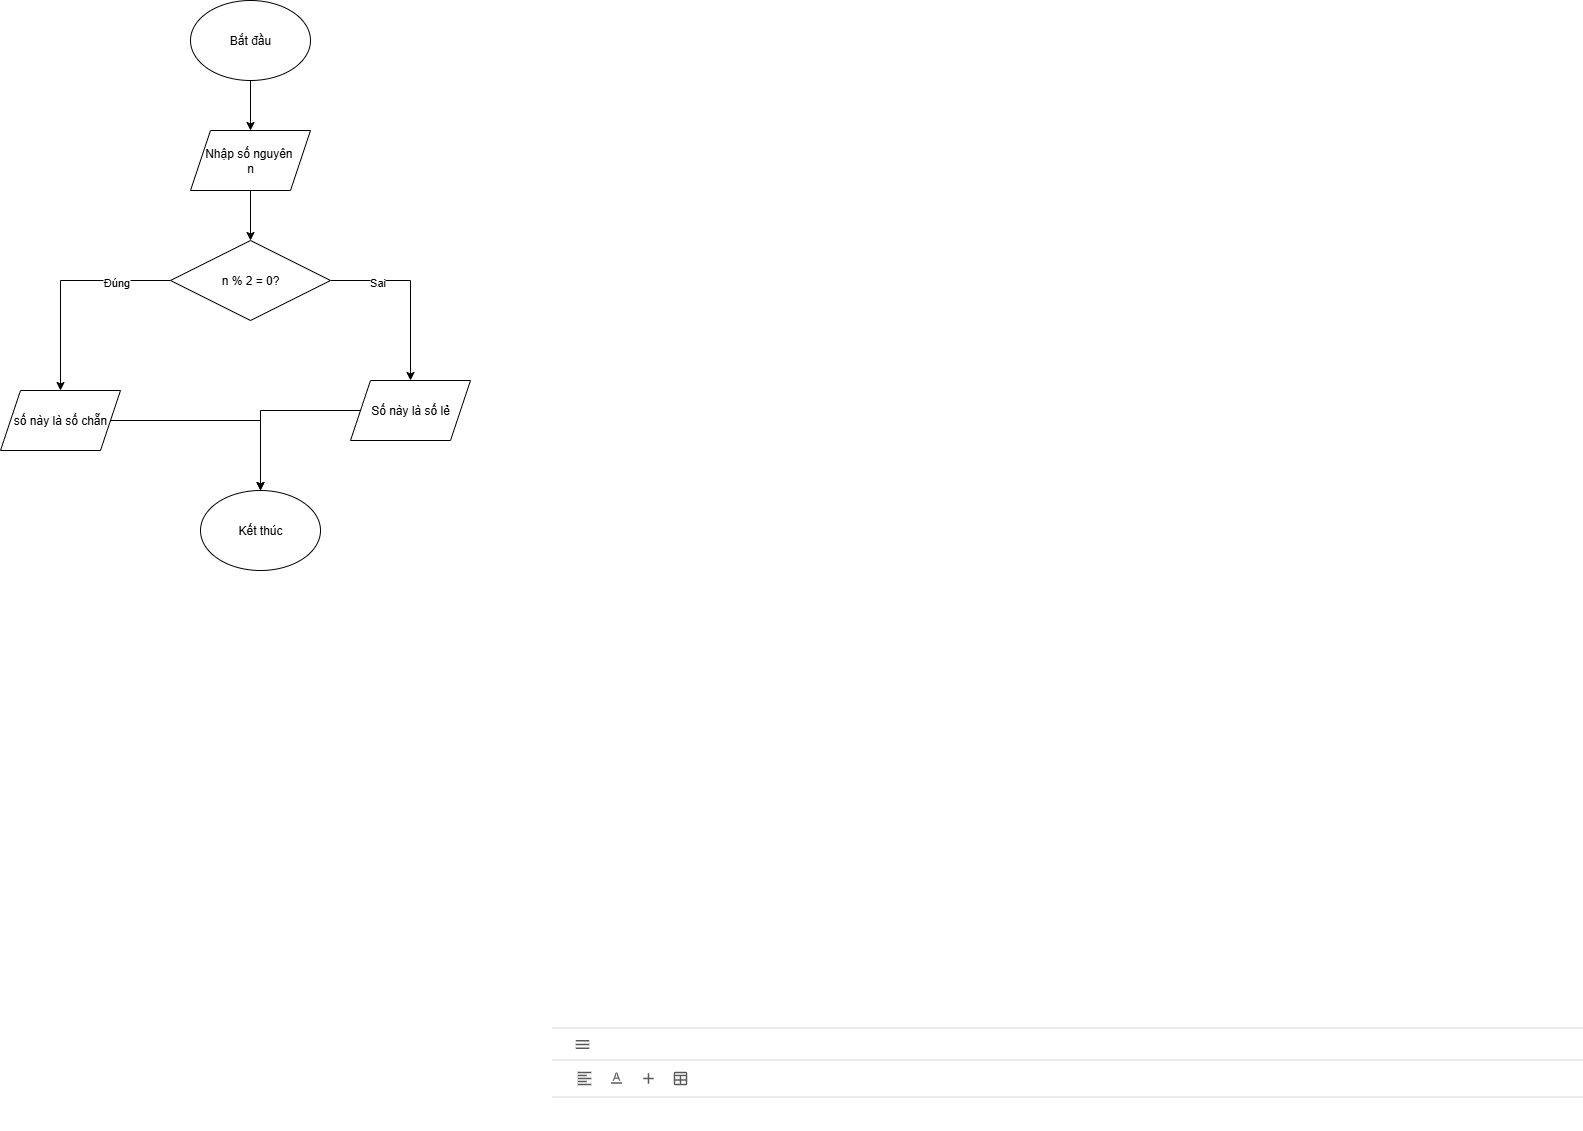 Bắt đầu
Nhập số nguyên
n
n % 2 = 0?
Đúng
Sai
số này là số chẵn
Số này là số lẻ
Kết thúc